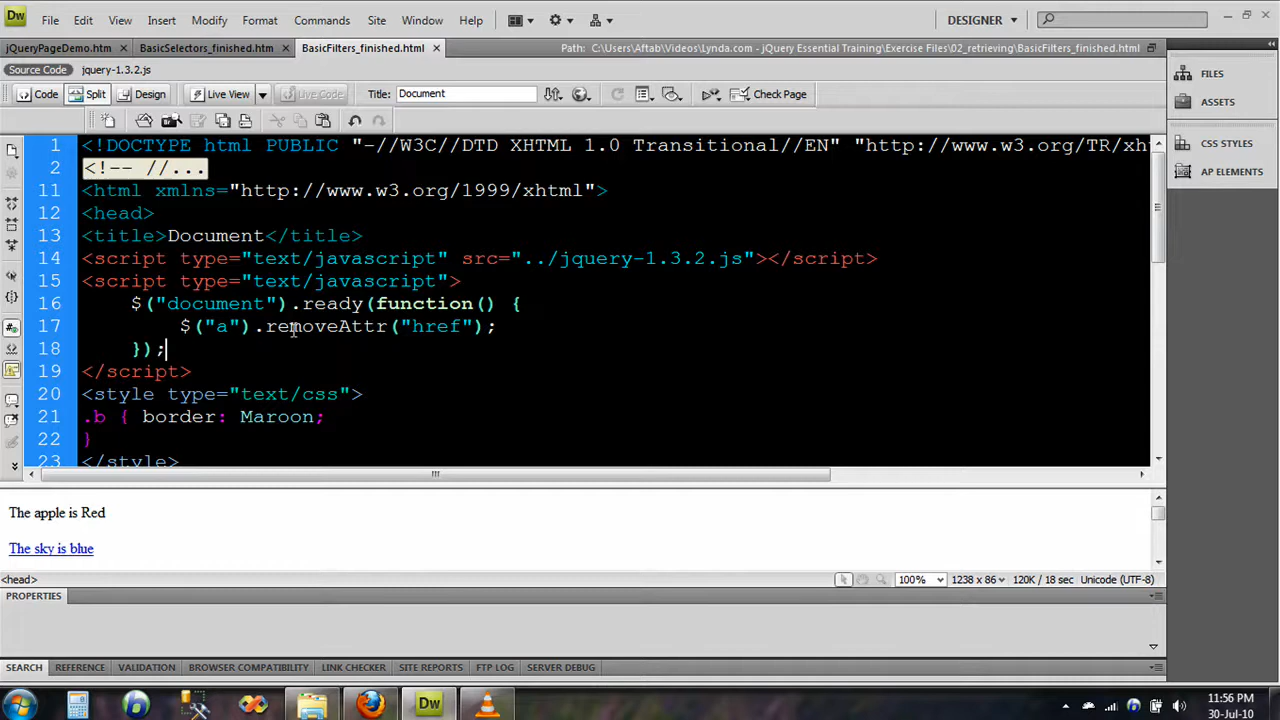 Dw File Edit View Insert Modify Format Commands Site Window Help DESIGNER
jQueryPageDemo.htm BasicSelectors_finished.htm BasicFilters_finished.html Path: C:\Users\Aftab\Videos\Lynda.com - jQuery Essential Training\Exercise Files\02_retrieving\BasicFilters_finished.html
Source Code jquery-1.3.2.js
Code Split Design Live View Live Code Title: Document Check Page
1 <!DOCTYPE html PUBLIC "-//W3C//DTD XHTML 1.0 Transitional//EN" "http://www.w3.org/TR/xht
2 <!-- //...
11 <html xmlns="http://www.w3.org/1999/xhtml">
12 <head>
13 <title>Document</title>
14 <script type="text/javascript" src="../jquery-1.3.2.js"></script>
15 <script type="text/javascript">
16 $("document").ready(function() {
17 $("a").removeAttr("href");
18 });
19 </script>
20 <style type="text/css">
21 .b { border: Maroon;
22 }
23 </style>
The apple is Red
The sky is blue
<head> 100% 1238 x 86 120K / 18 sec Unicode (UTF-8)
PROPERTIES
SEARCH REFERENCE VALIDATION BROWSER COMPATIBILITY LINK CHECKER SITE REPORTS FTP LOG SERVER DEBUG
FILES
ASSETS
CSS STYLES
AP ELEMENTS
Dw
11:56 PM
30-Jul-10